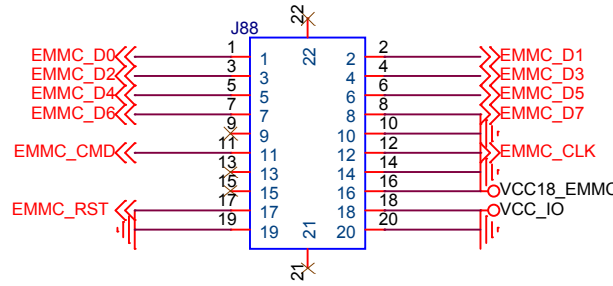 22
J88
EMMC_D0 1 1 22 2 2 EMMC_D1
EMMC_D2 3 3 4 4 EMMC_D3
EMMC_D4 5 5 6 6 EMMC_D5
EMMC_D6 7 7 8 8 EMMC_D7
9 9 10 10
EMMC_CMD 11 11 12 12 EMMC_CLK
13 13 14 14
15 15 16 16 VCC18_EMMC
EMMC_RST 17 17 18 18 VCC_IO
19 19 21 20 20
21